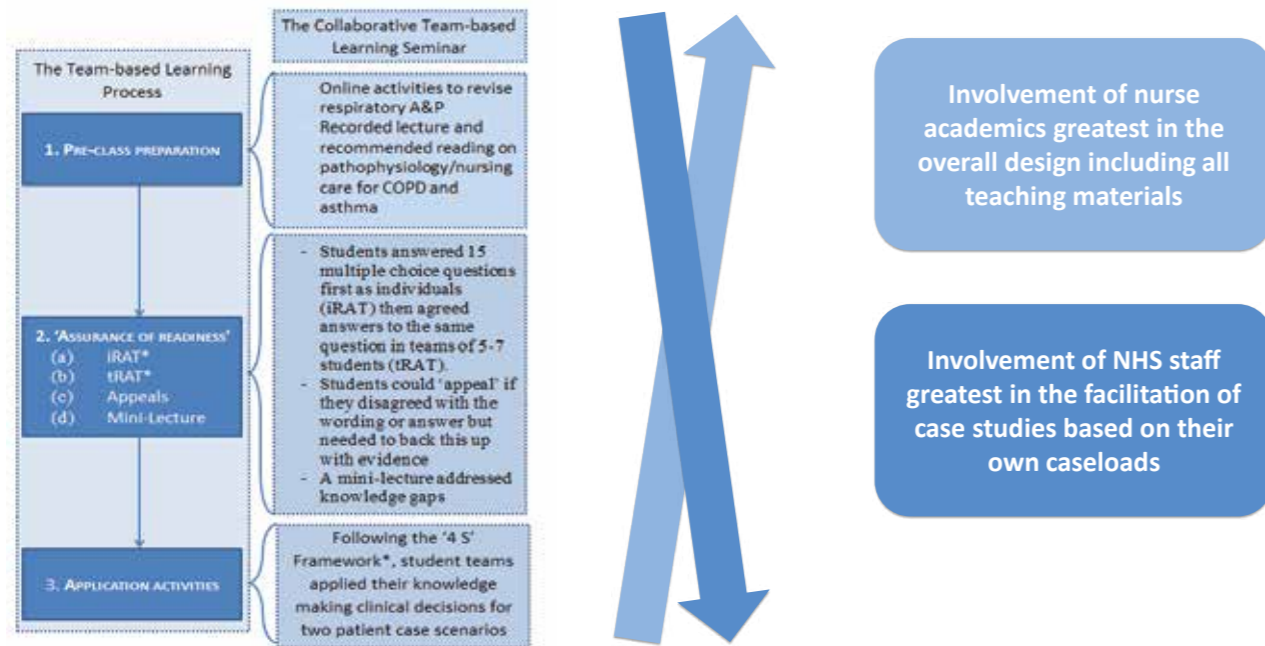 The Team-based Learning
Process
1. PRE-CLASS PREPARATION
2. 'ASSURANCE OF READINESS'
(a) iRAT*
(b) tRAT*
(c) Appeals
(d) Mini-Lecture
3. APPLICATION ACTIVITIES
The Collaborative Team-based
Learning Seminar
Online activities to revise
respiratory A&P
Recorded lecture and
recommended reading on
pathophysiology/nursing
care for COPD and
asthma
- Students answered 15
multiple choice questions
first as individuals
(iRAT) then agreed
answers to the same
question in teams of 5-7
students (tRAT).
- Students could 'appeal' if
they disagreed with the
wording or answer but
needed to back this up
with evidence
- A mini-lecture addressed
knowledge gaps
Following the '4 S'
Framework*, student teams
applied their knowledge
making clinical decisions for
two patient case scenarios
Involvement of nurse
academics greatest in the
overall design including all
teaching materials
Involvement of NHS staff
greatest in the facilitation of
case studies based on their
own caseloads